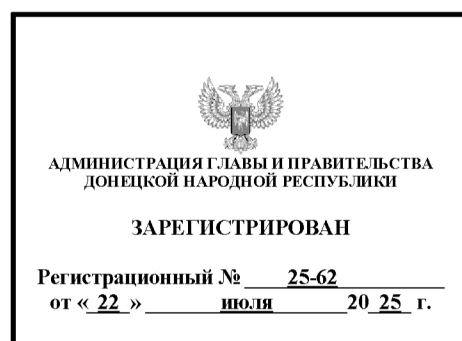 АДМИНИСТРАЦИЯ ГЛАВЫ И ПРАВИТЕЛЬСТВА
ДОНЕЦКОЙ НАРОДНОЙ РЕСПУБЛИКИ
ЗАРЕГИСТРИРОВАН
Регистрационный № 25-62
от « 22 » июля 20 25 г.